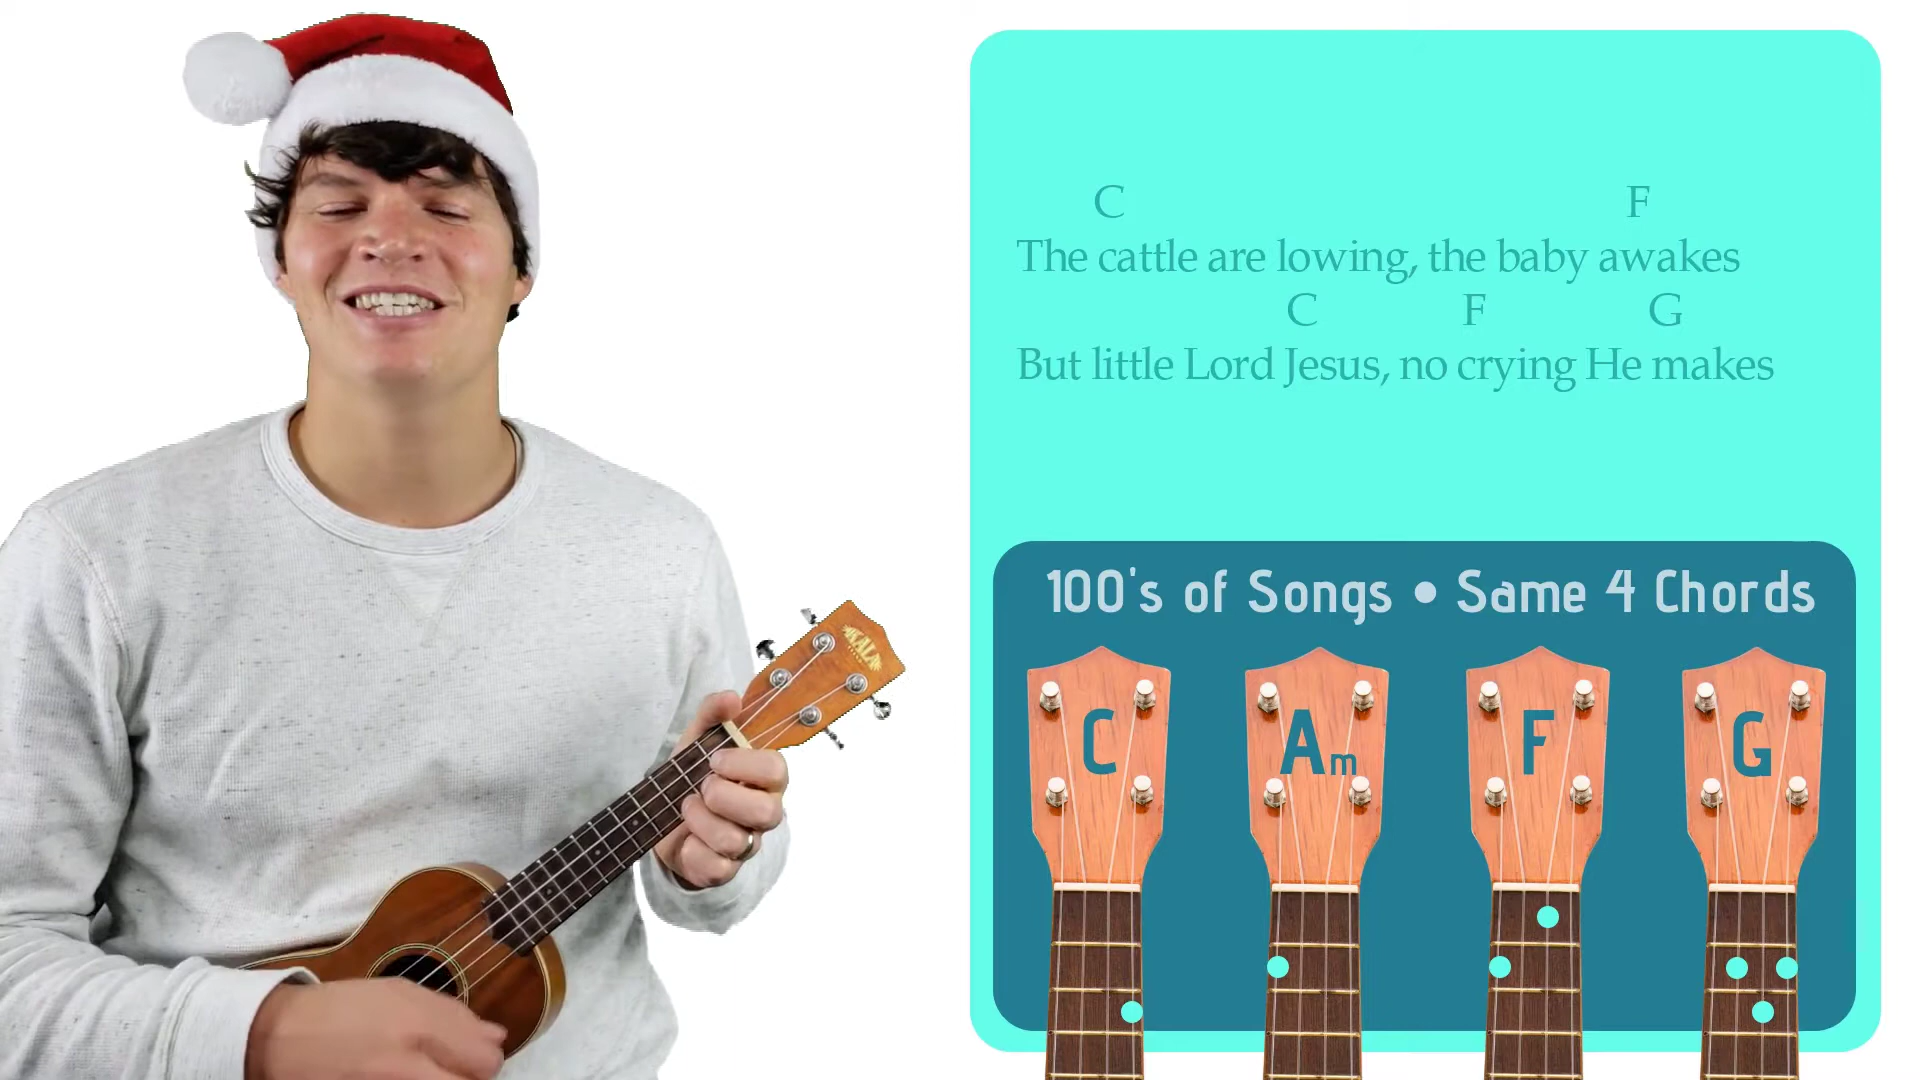 C F
The cattle are lowing, the baby awakes
C F G
But little Lord Jesus, no crying He makes
100's of Songs • Same 4 Chords
C Am F G
KALA